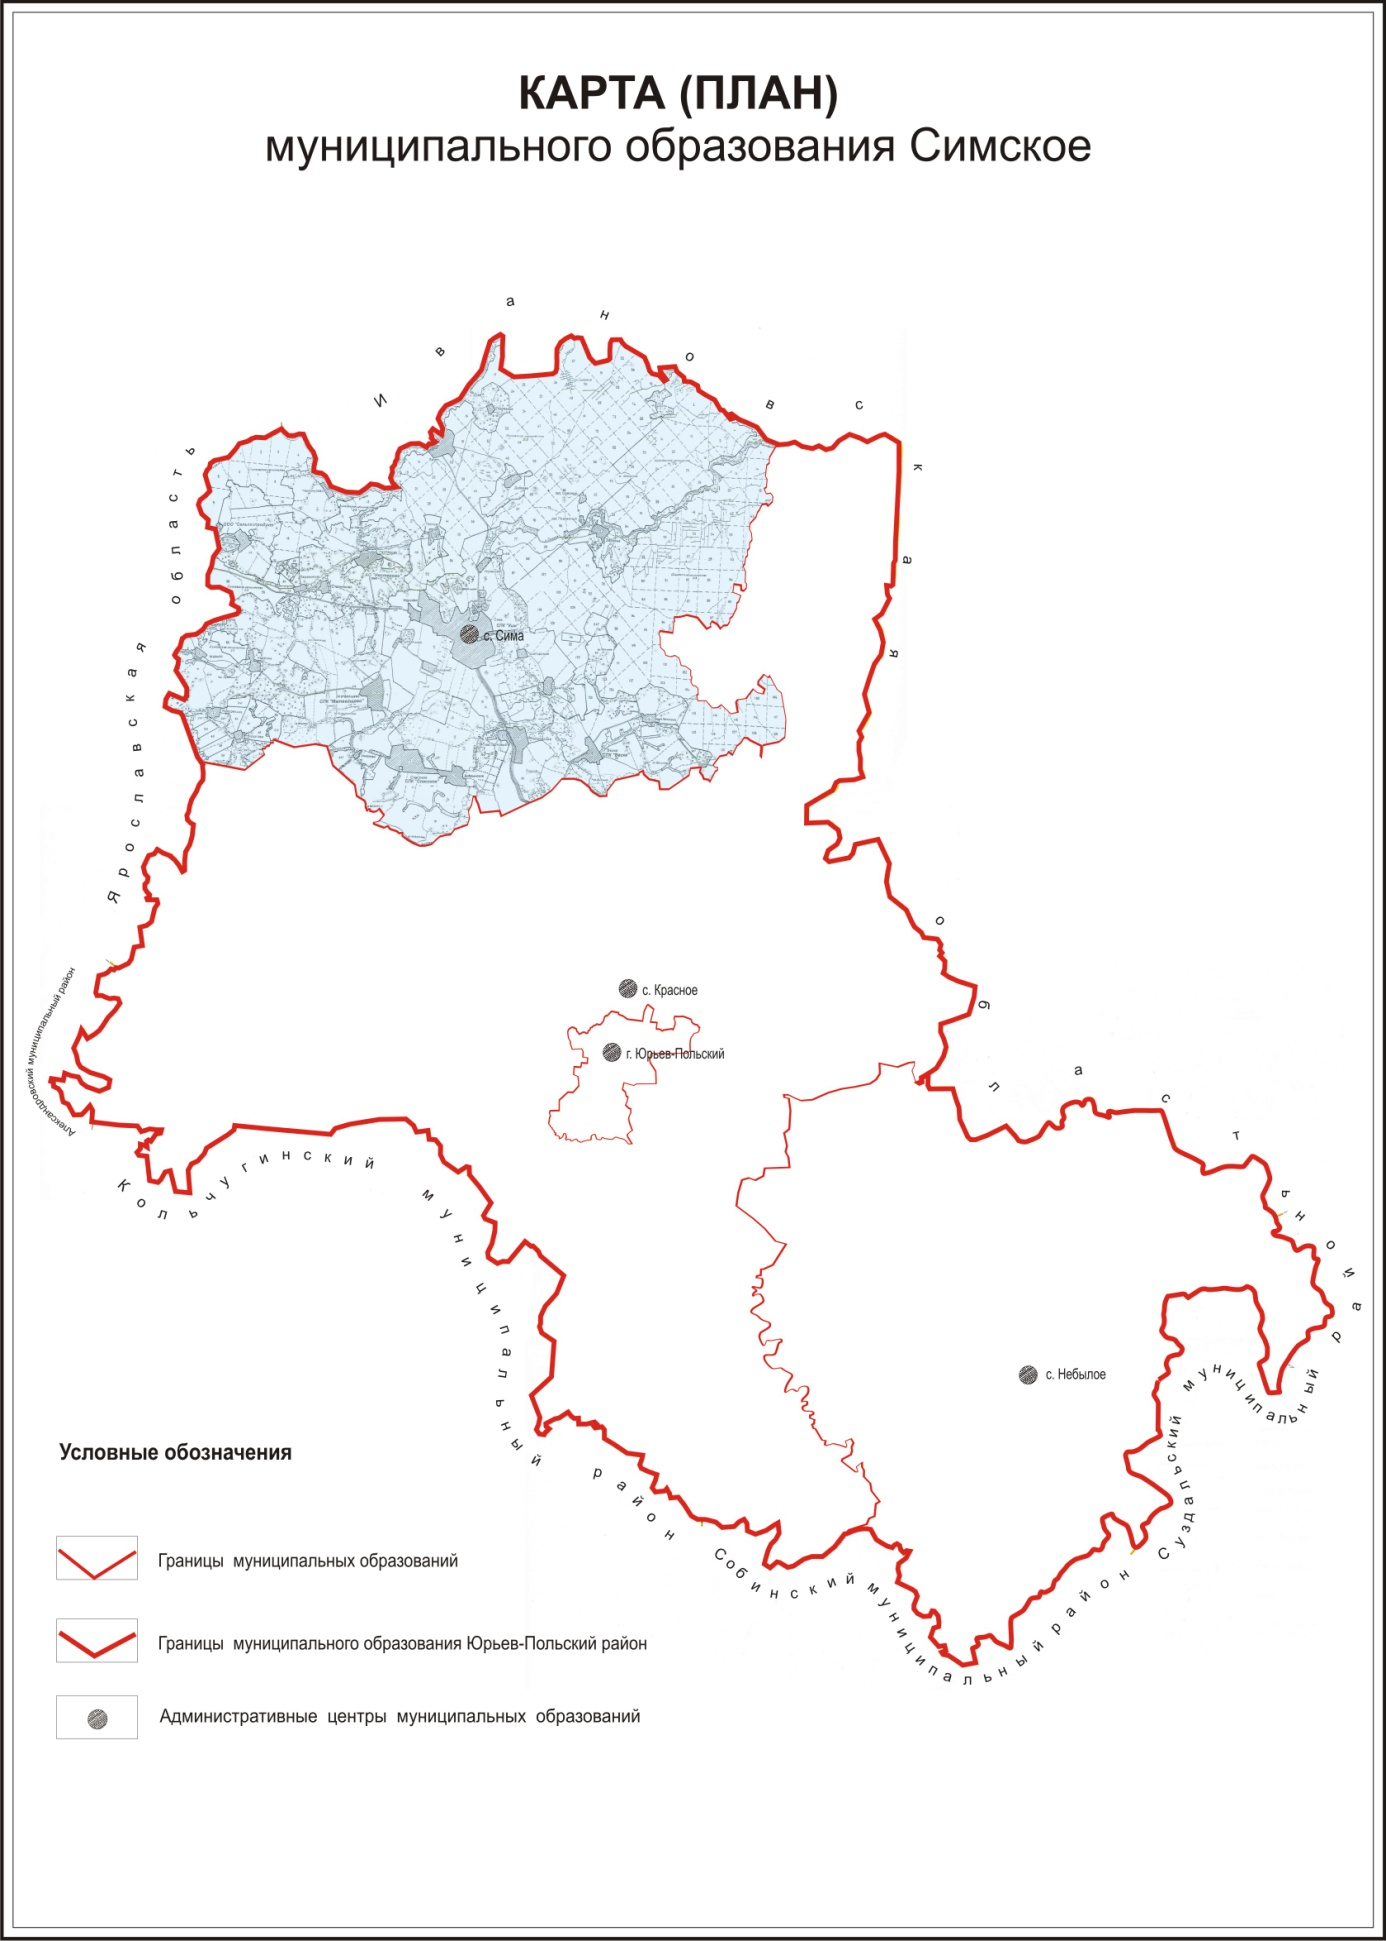 КАРТА (ПЛАН)
муниципального образования Симское
Ивановская область
Ярославская область
с. Сима
Александровский муниципальный район
с. Красное
г. Юрьев-Польский
Кольчугинский муниципальный район
с. Небылое
Собинский муниципальный район
Суздальский муниципальный район
Условные обозначения
Границы муниципальных образований
Границы муниципального образования Юрьев-Польский район
Административные центры муниципальных образований